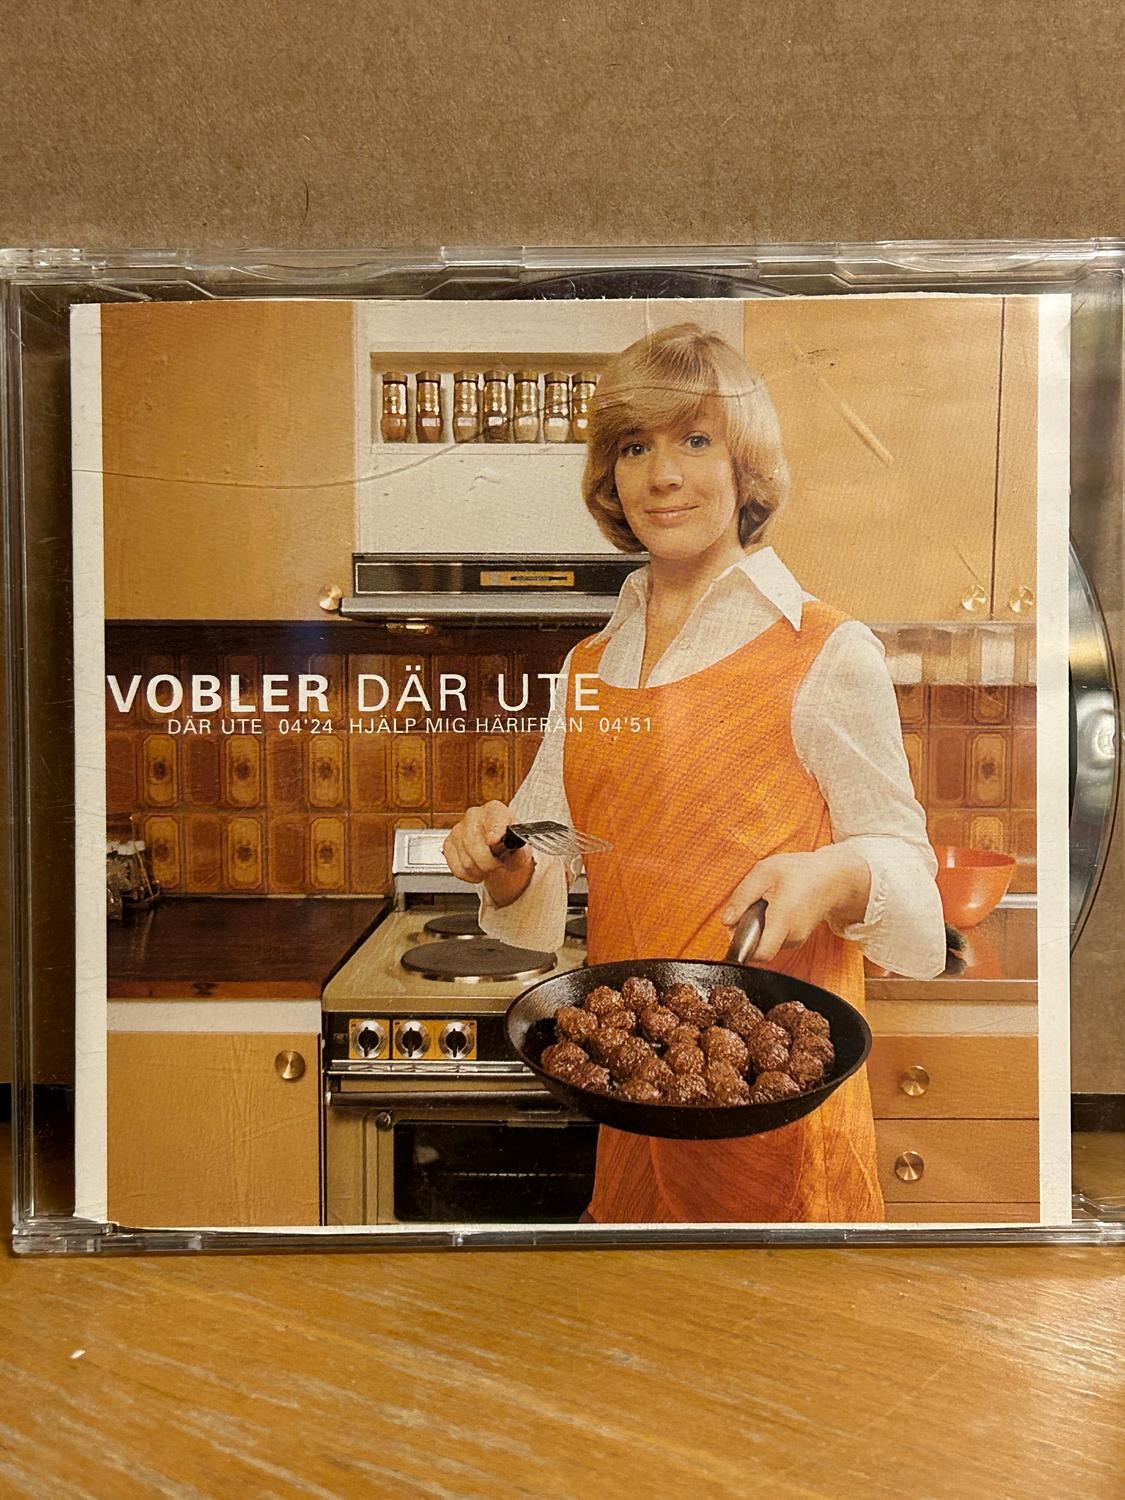 VOBLER DÄR UTE
DÄR UTE 04'24 HJÄLP MIG HÄRIFRÅN 04'51